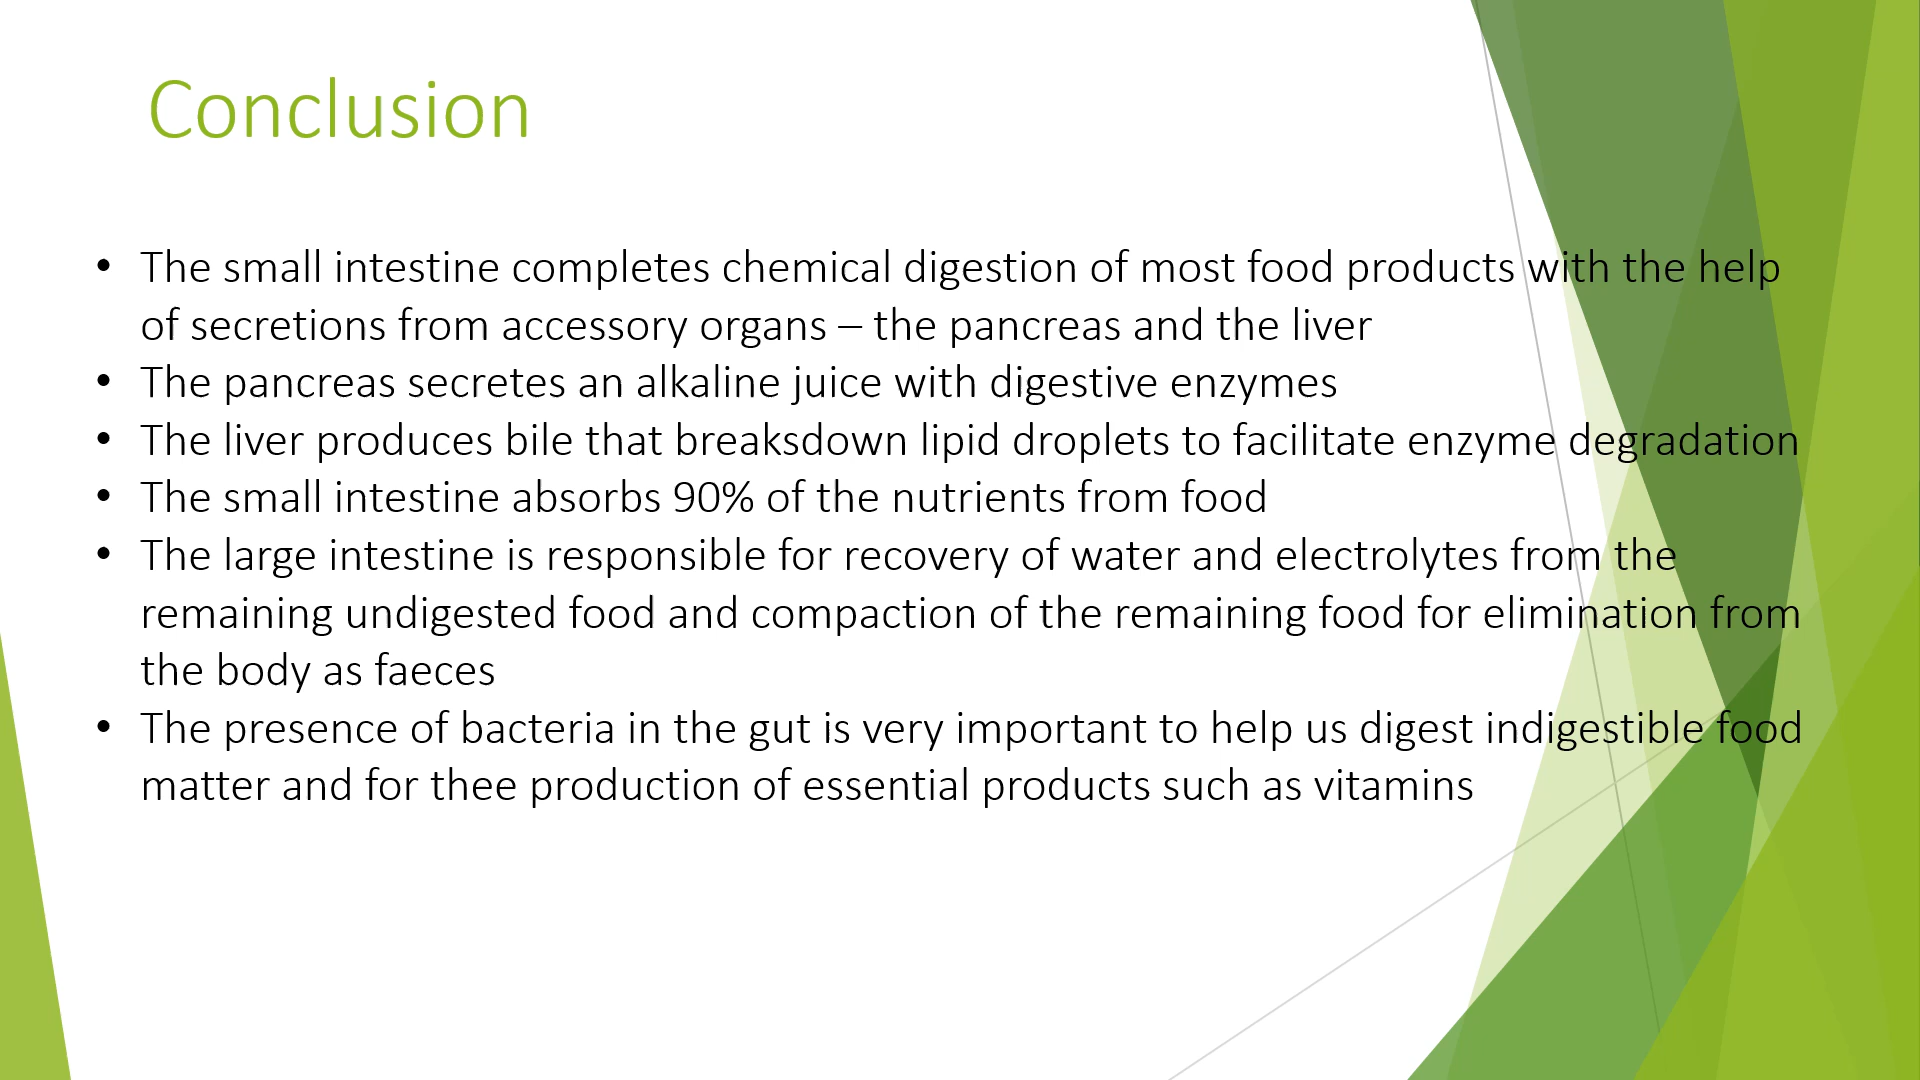 Conclusion
• The small intestine completes chemical digestion of most food products with the help
of secretions from accessory organs – the pancreas and the liver
• The pancreas secretes an alkaline juice with digestive enzymes
• The liver produces bile that breaksdown lipid droplets to facilitate enzyme degradation
• The small intestine absorbs 90% of the nutrients from food
• The large intestine is responsible for recovery of water and electrolytes from the
remaining undigested food and compaction of the remaining food for elimination from
the body as faeces
• The presence of bacteria in the gut is very important to help us digest indigestible food
matter and for thee production of essential products such as vitamins